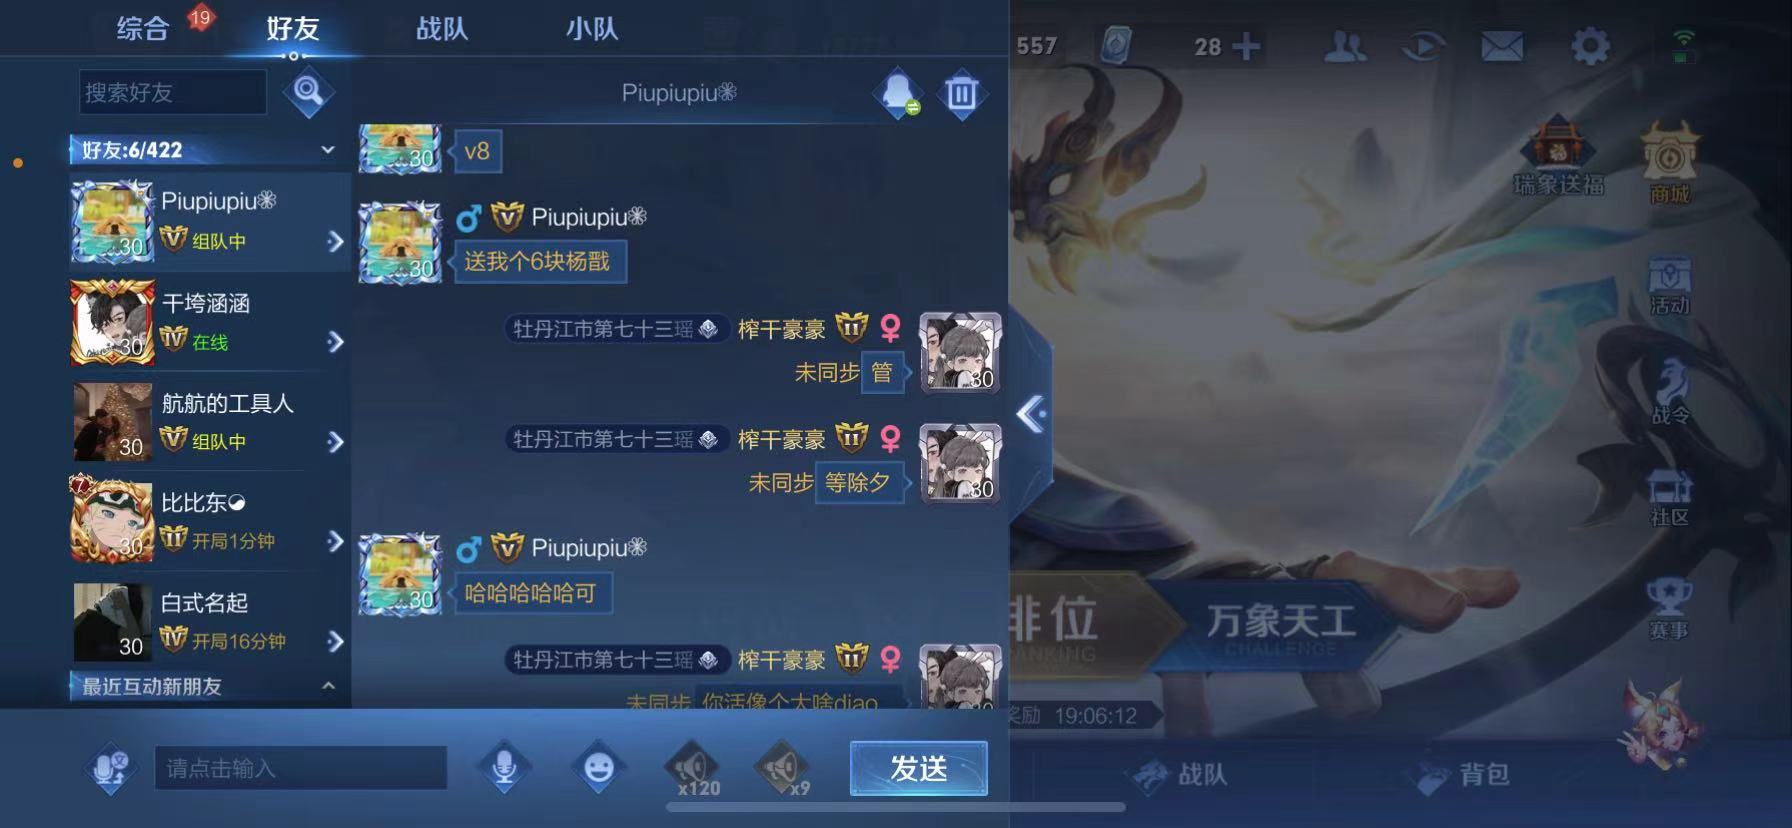 综合
19
好友
战队
小队
搜索好友
Piupiupiu
好友:6/422
Piupiupiu
30
V
组队中
干垮涵涵
30
IV
在线
航航的工具人
30
V
组队中
比比东
7
30
II
开局1分钟
白式名起
30
IV
开局16分钟
最近互动新朋友
30
v8
V
Piupiupiu
30
送我个6块杨戬
牡丹江市第七十三瑶
榨干豪豪
II
未同步
管
30
牡丹江市第七十三瑶
榨干豪豪
II
未同步
等除夕
30
V
Piupiupiu
30
哈哈哈哈哈可
牡丹江市第七十三瑶
榨干豪豪
II
未同步
你活像个大啥diao
30
请点击输入
文
x120
x9
发送
557
28
瑞象送福
福
商城
活动
战令
社区
赛事
排位
RANKING
万象天工
CHALLENGE
奖励
19:06:12
战队
背包